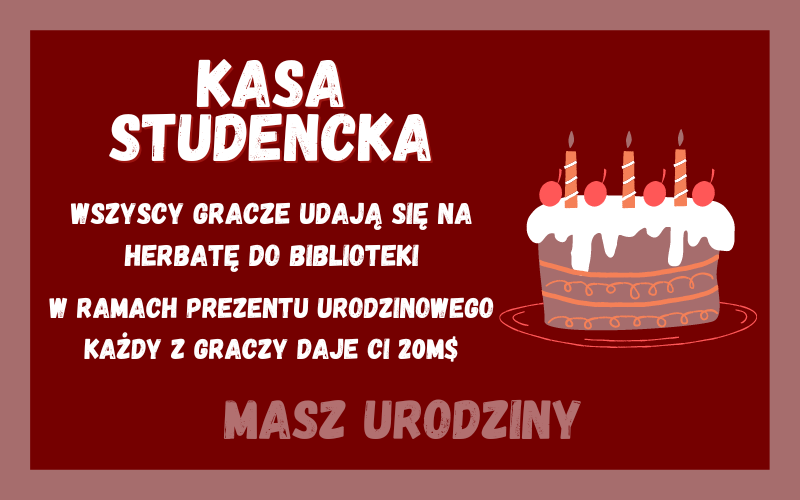 KASA
STUDENCKA
WSZYSCY GRACZE UDAJĄ SIĘ NA
HERBATĘ DO BIBLIOTEKI
W RAMACH PREZENTU URODZINOWEGO
KAŻDY Z GRACZY DAJE CI 20M$
MASZ URODZINY